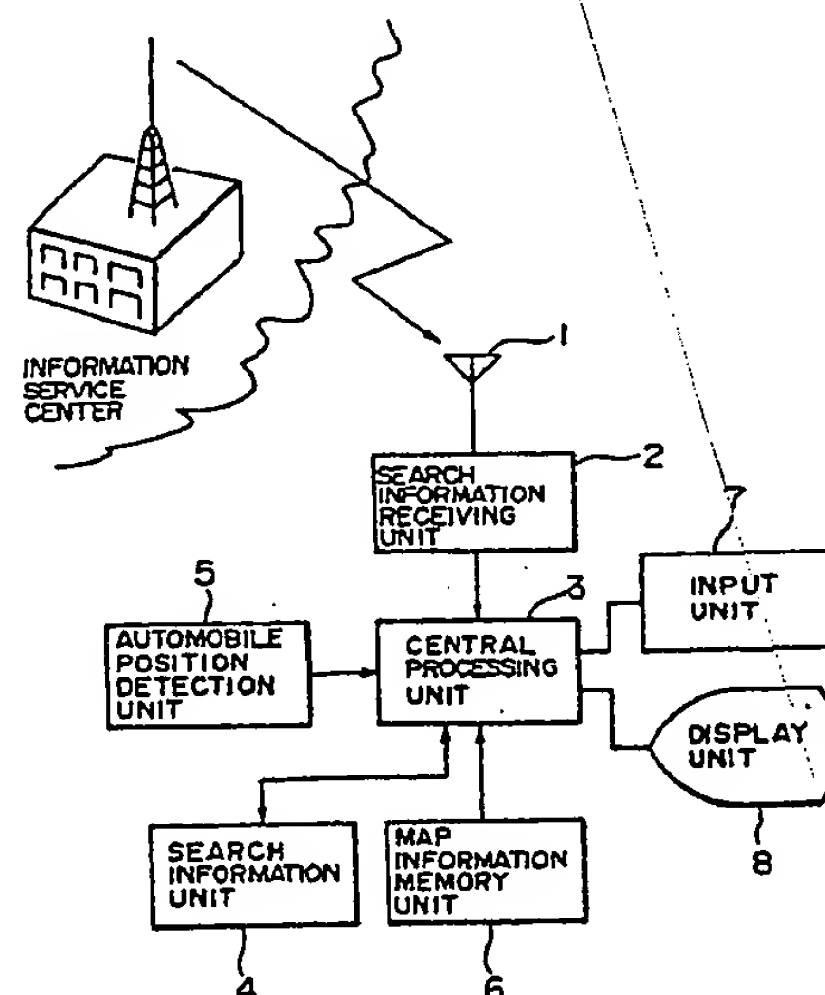 INFORMATION
SERVICE
CENTER
1
SEARCH
INFORMATION
RECEIVING
UNIT
2
5
3
7
AUTOMOBILE
POSITION
DETECTION
UNIT
CENTRAL
PROCESSING
UNIT
INPUT
UNIT
DISPLAY
UNIT
8
SEARCH
INFORMATION
UNIT
4
MAP
INFORMATION
MEMORY
UNIT
6